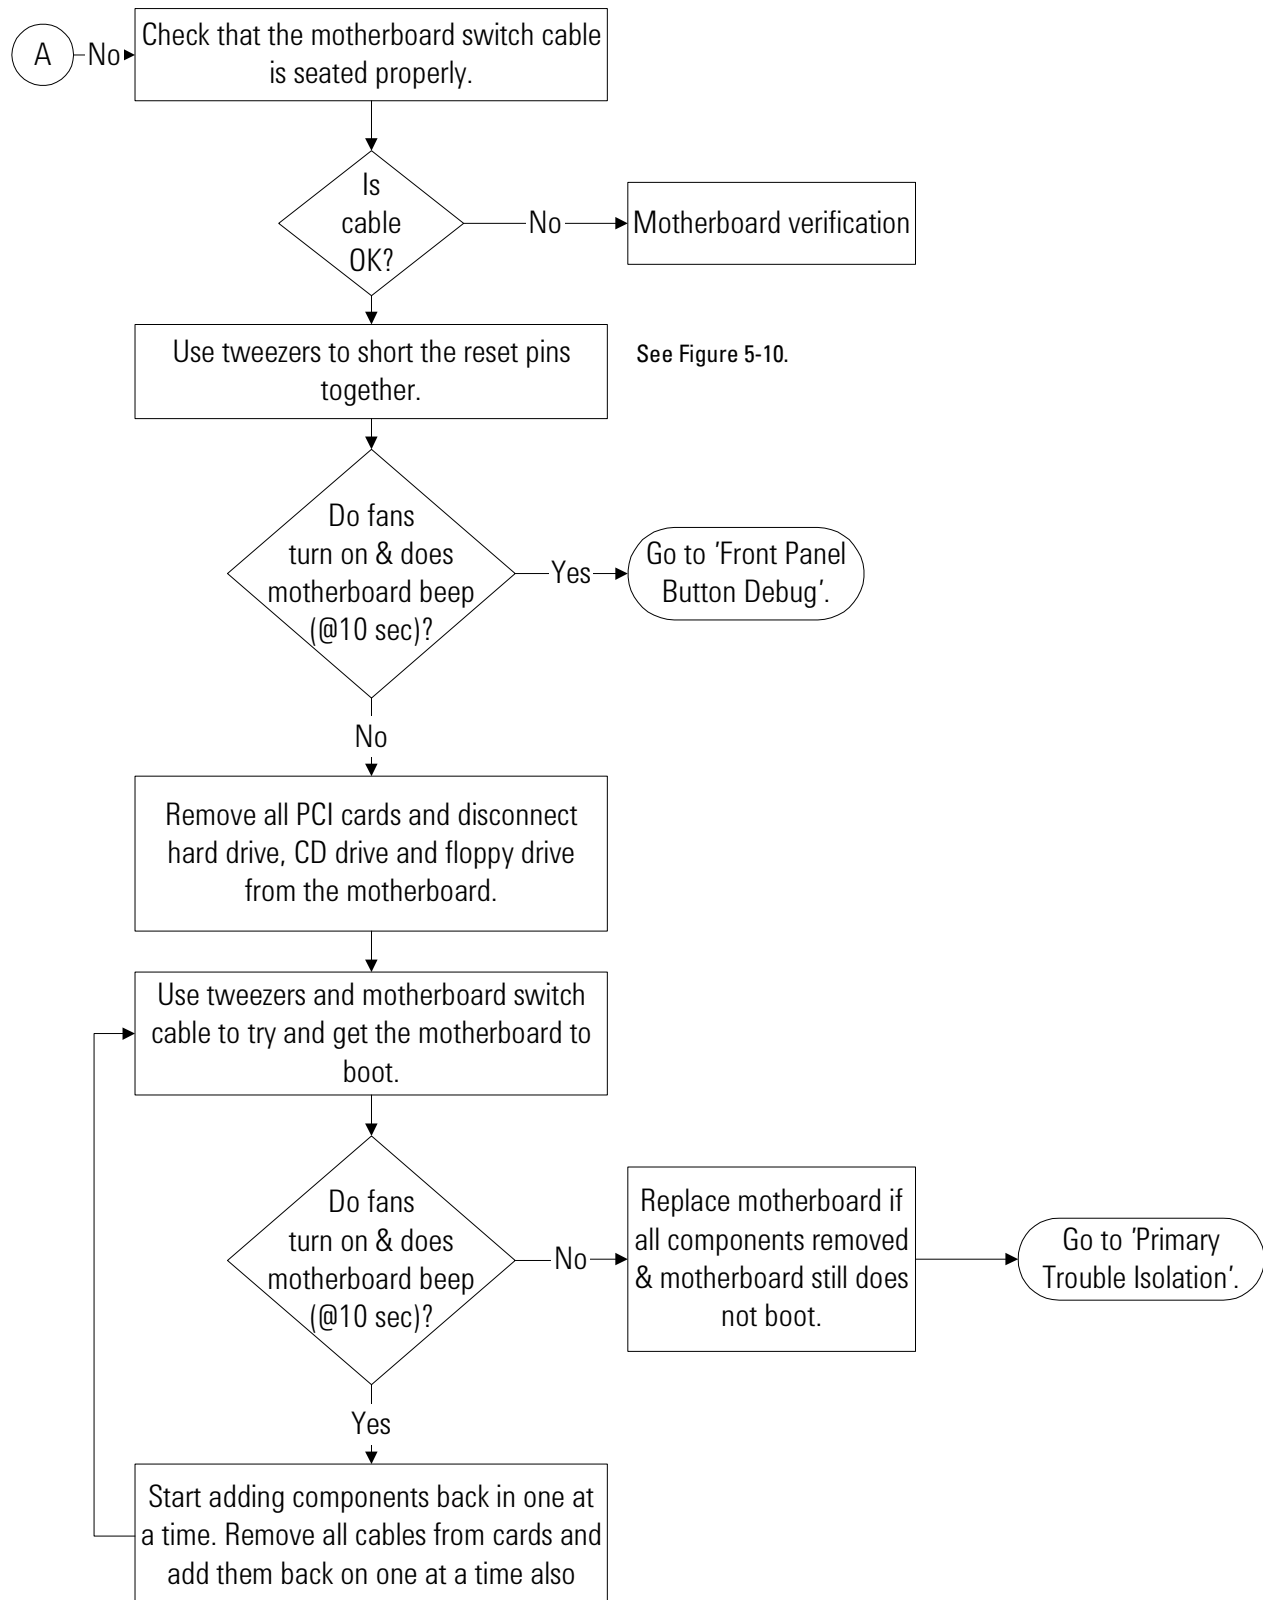 A
No
Check that the motherboard switch cable
is seated properly.
Is
cable
OK?
No
Motherboard verification
Use tweezers to short the reset pins
together.
See Figure 5-10.
Do fans
turn on & does
motherboard beep
(@10 sec)?
Yes
Go to 'Front Panel
Button Debug'.
No
Remove all PCI cards and disconnect
hard drive, CD drive and floppy drive
from the motherboard.
Use tweezers and motherboard switch
cable to try and get the motherboard to
boot.
Do fans
turn on & does
motherboard beep
(@10 sec)?
No
Replace motherboard if
all components removed
& motherboard still does
not boot.
Go to 'Primary
Trouble Isolation'.
Yes
Start adding components back in one at
a time. Remove all cables from cards and
add them back on one at a time also